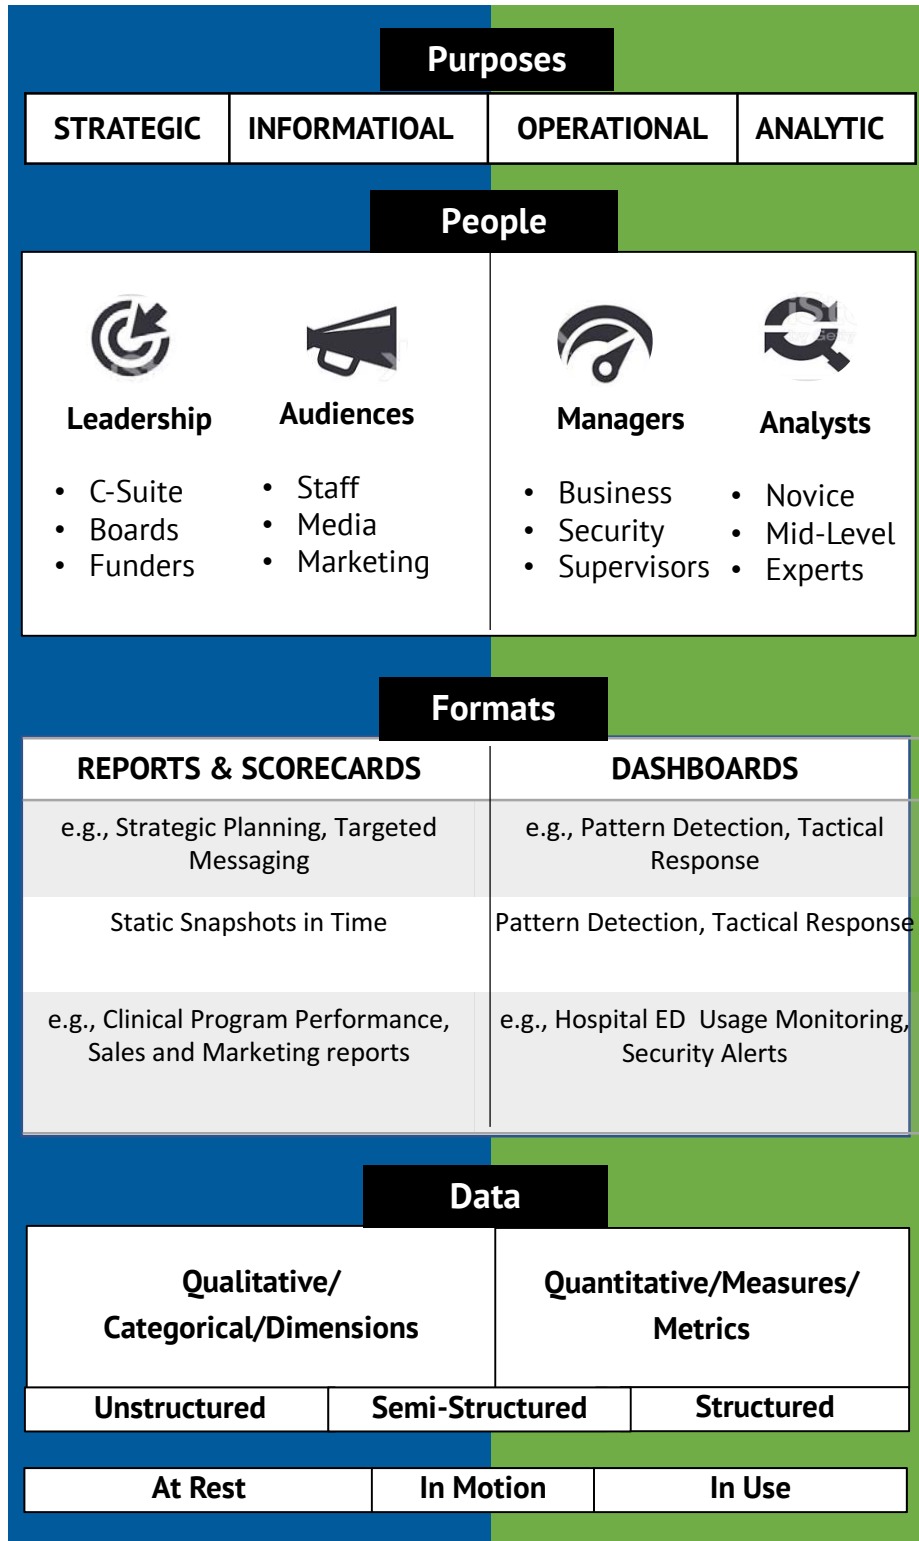 Purposes
STRATEGIC
INFORMATIOAL
OPERATIONAL
ANALYTIC
People
Leadership
• C-Suite
• Boards
• Funders
Audiences
• Staff
• Media
• Marketing
Managers
• Business
• Security
• Supervisors
Analysts
• Novice
• Mid-Level
• Experts
Formats
REPORTS & SCORECARDS
DASHBOARDS
e.g., Strategic Planning, Targeted
Messaging
e.g., Pattern Detection, Tactical
Response
Static Snapshots in Time
Pattern Detection, Tactical Response
e.g., Clinical Program Performance,
Sales and Marketing reports
e.g., Hospital ED Usage Monitoring,
Security Alerts
Data
Qualitative/
Categorical/Dimensions
Quantitative/Measures/
Metrics
Unstructured
Semi-Structured
Structured
At Rest
In Motion
In Use